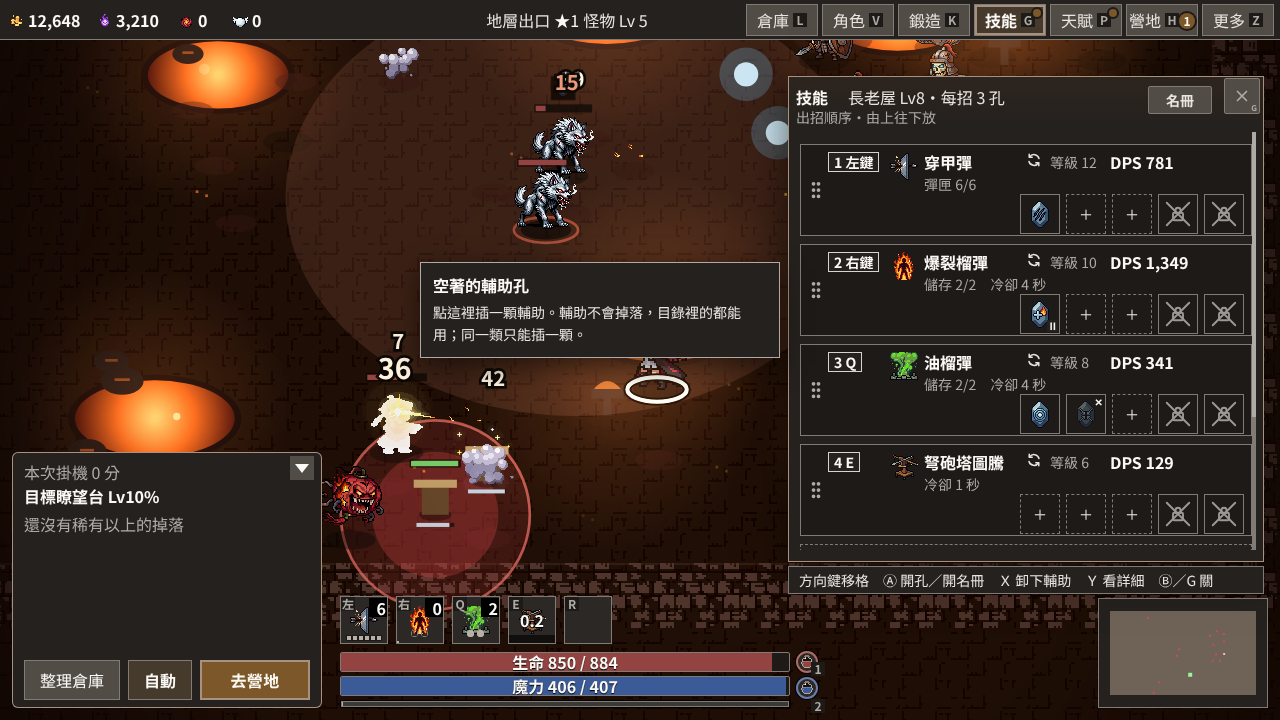 12,648
3,210
0
0
地層出口 ★1 怪物 Lv 5
倉庫 L
角色 V
鍛造 K
技能 G
天賦 P
營地 H 1
更多 Z
技能 長老屋 Lv8・每招 3 孔
出招順序・由上往下放
名冊
G
1 左鍵
穿甲彈
等級 12
DPS 781
彈匣 6/6
2 右鍵
爆裂榴彈
等級 10
DPS 1,349
儲存 2/2 冷卻 4 秒
II
3 Q
油榴彈
等級 8
DPS 341
儲存 2/2 冷卻 4 秒
4 E
弩砲塔圖騰
等級 6
DPS 129
冷卻 1 秒
方向鍵移格 Ⓐ 開孔／開名冊 X 卸下輔助 Y 看詳細 Ⓑ／G 關
空著的輔助孔
點這裡插一顆輔助。輔助不會掉落，目錄裡的都能
用；同一類只能插一顆。
15
7
36
42
本次掛機 0 分
目標瞭望台 Lv10%
還沒有稀有以上的掉落
整理倉庫
自動
去營地
左 6
右 0
Q 2
E 0.2
R
生命 850 / 884
魔力 406 / 407
1
2